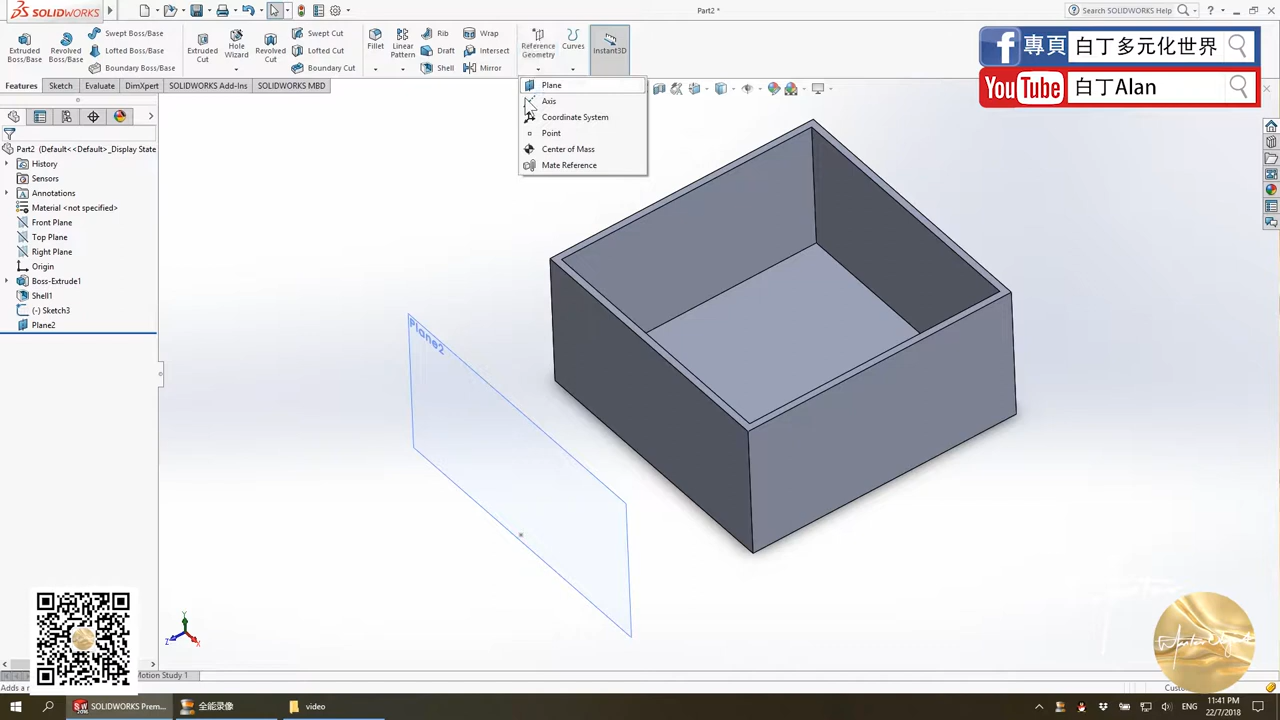 SOLIDWORKS
Part2 *
Search SOLIDWORKS Help
Extruded Boss/Base
Revolved Boss/Base
Swept Boss/Base
Lofted Boss/Base
Boundary Boss/Base
Extruded Cut
Hole Wizard
Revolved Cut
Swept Cut
Lofted Cut
Boundary Cut
Fillet
Linear Pattern
Rib
Draft
Shell
Wrap
Intersect
Mirror
Reference Geometry
Curves
Instant3D
專頁 白丁多元化世界
YouTube 白丁Alan
Features
Sketch
Evaluate
DimXpert
SOLIDWORKS Add-Ins
SOLIDWORKS MBD
Plane
Axis
Coordinate System
Point
Center of Mass
Mate Reference
Part2 (Default<<Default>_Display State
History
Sensors
Annotations
Material <not specified>
Front Plane
Top Plane
Right Plane
Origin
Boss-Extrude1
Shell1
(-) Sketch3
Plane2
Plane2
Y
Z
X
Motion Study 1
Adds a
SOLIDWORKS Prem...
全能录像
video
ENG
11:41 PM
22/7/2018